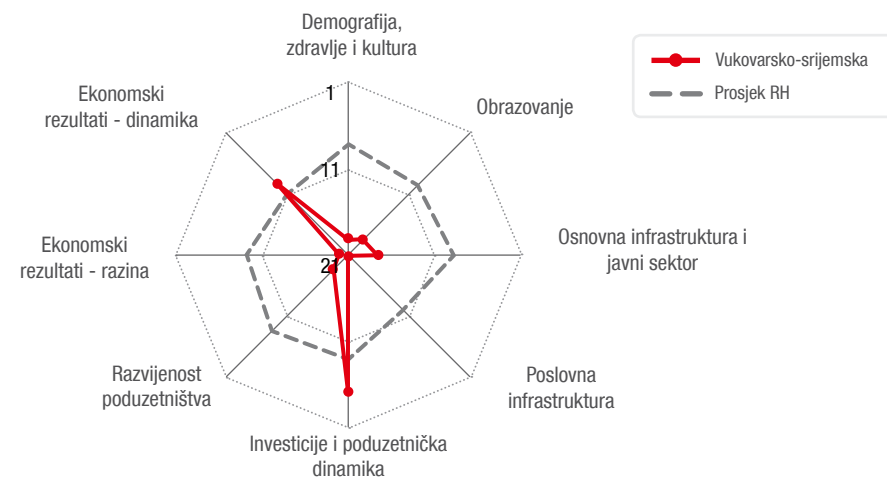 Demografija,
zdravlje i kultura
Vukovarsko-srijemska
Prosjek RH
Ekonomski
rezultati - dinamika
1
Obrazovanje
11
Ekonomski
rezultati - razina
21
Osnovna infrastruktura i
javni sektor
Razvijenost
poduzetništva
Poslovna
infrastruktura
Investicije i poduzetnička
dinamika